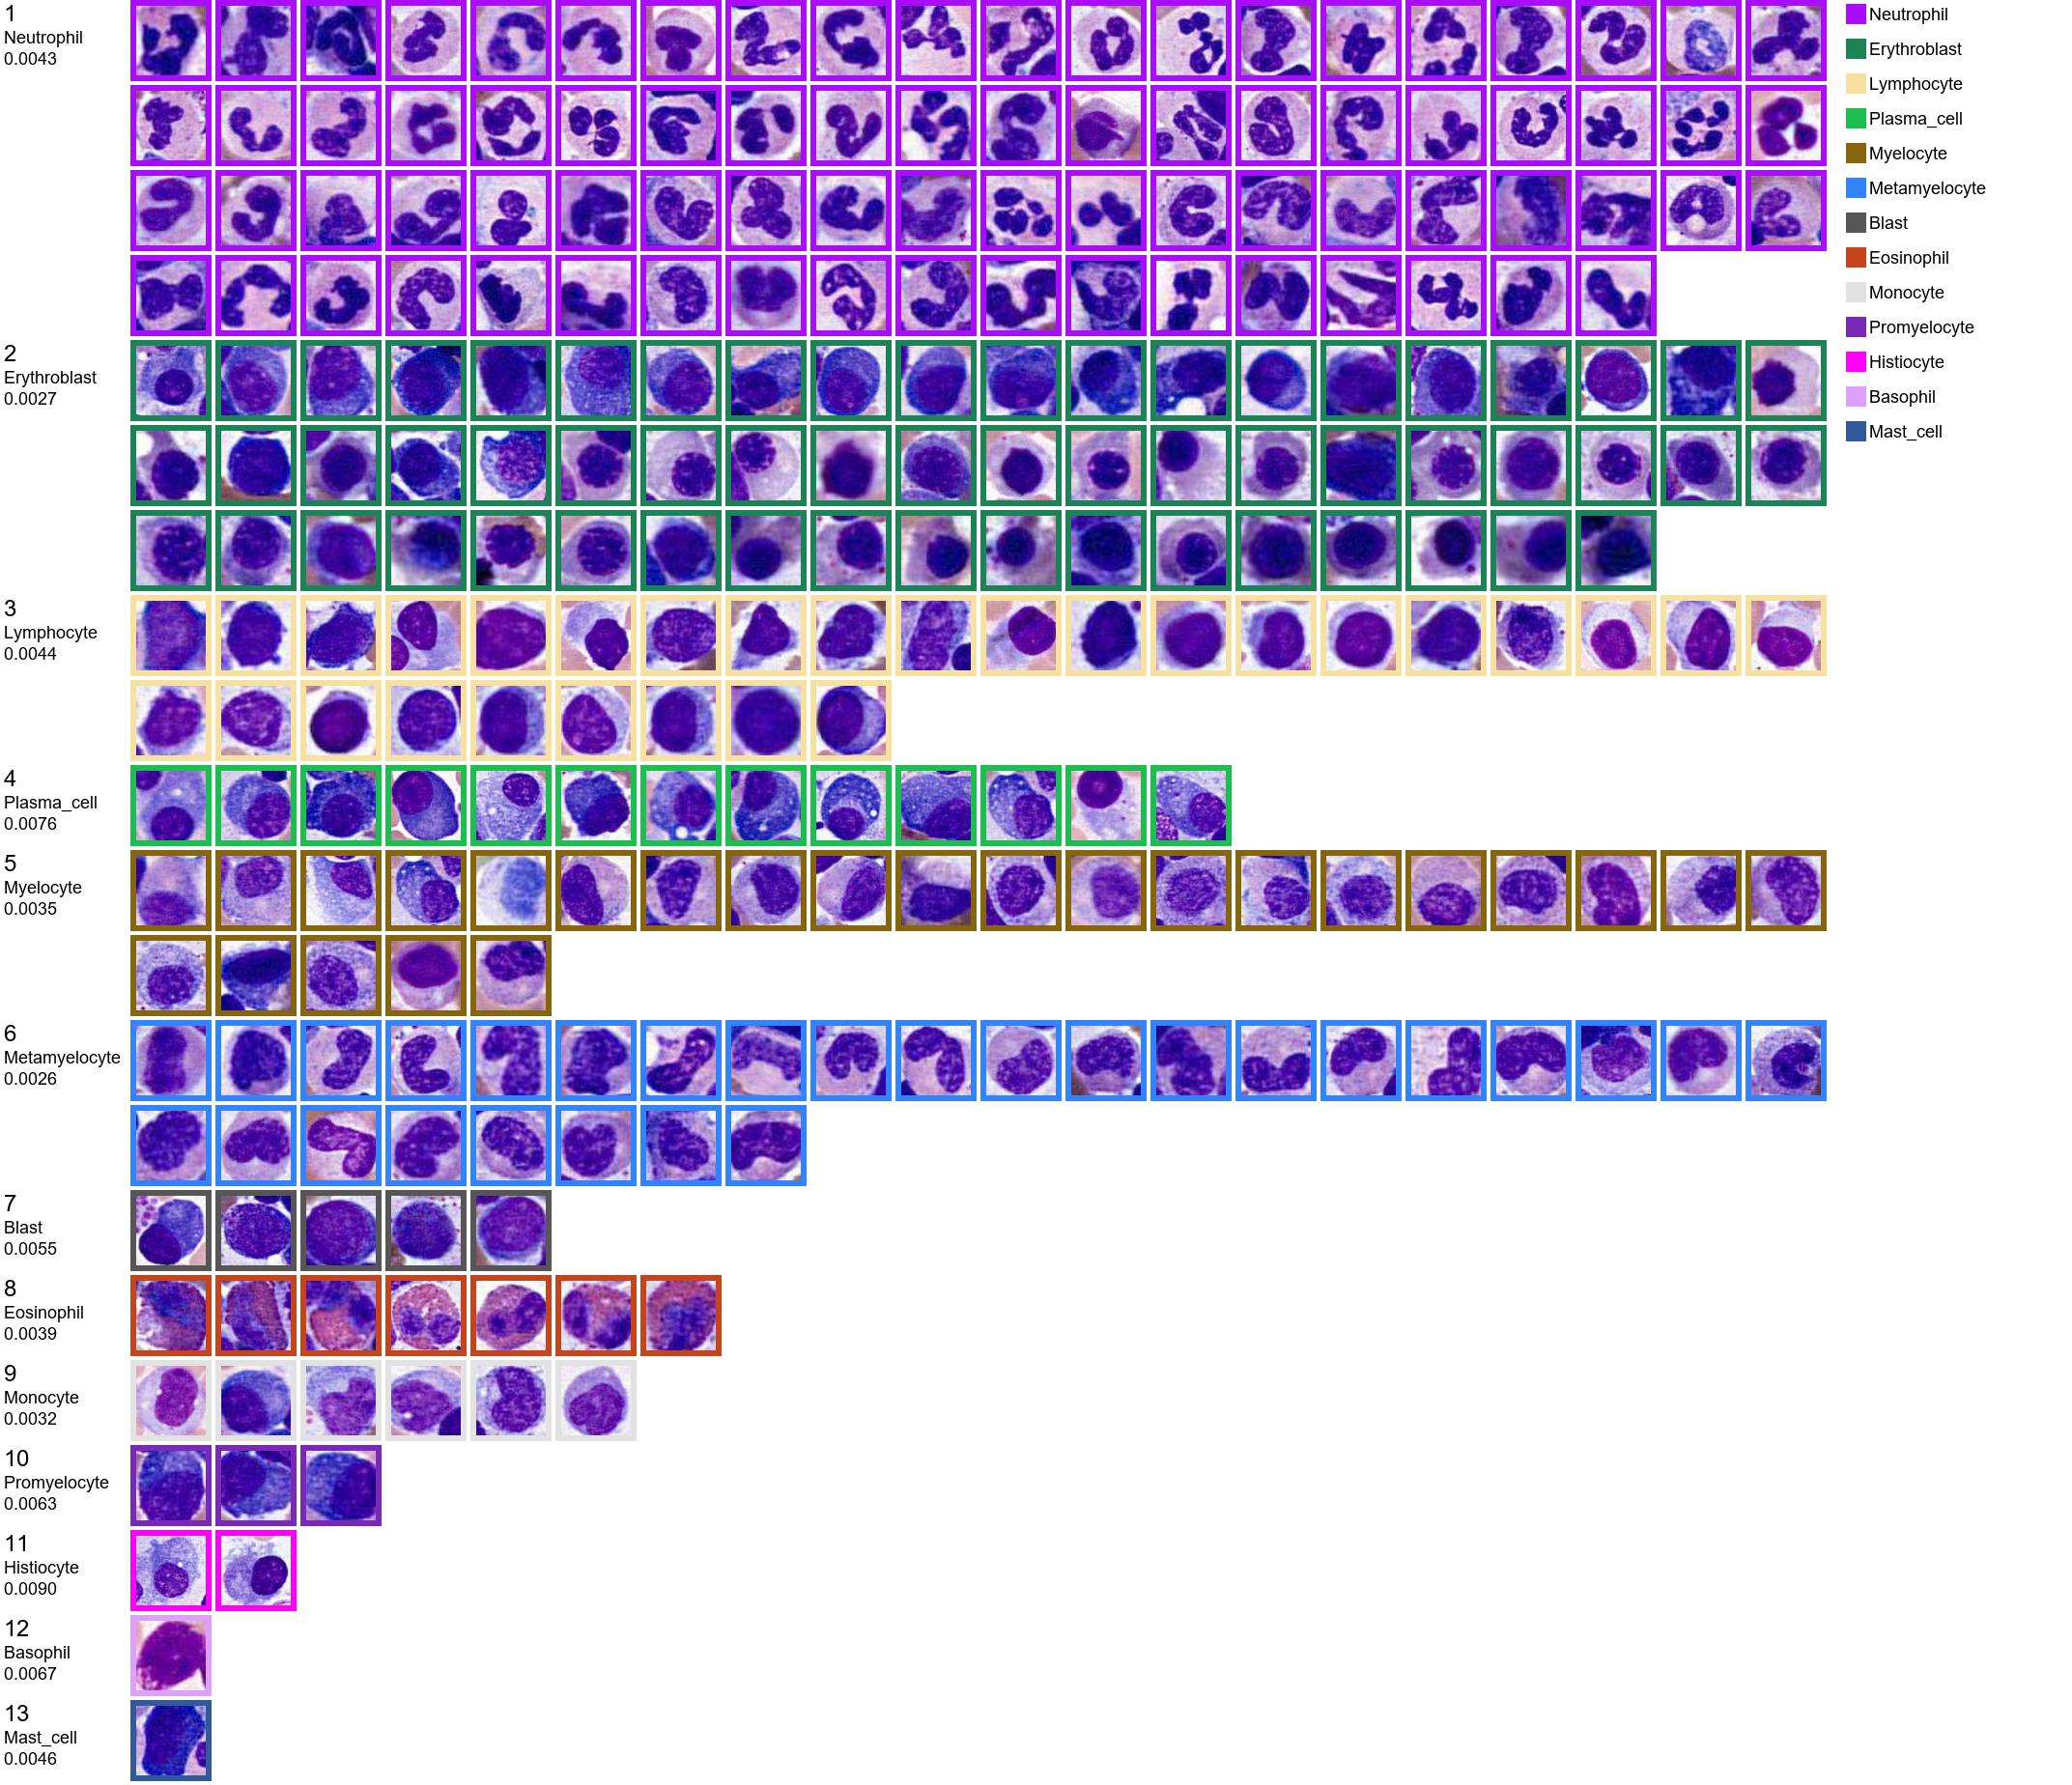 1
Neutrophil
0.0043
2
Erythroblast
0.0027
3
Lymphocyte
0.0044
4
Plasma_cell
0.0076
5
Myelocyte
0.0035
6
Metamyelocyte
0.0026
7
Blast
0.0055
8
Eosinophil
0.0039
9
Monocyte
0.0032
10
Promyelocyte
0.0063
11
Histiocyte
0.0090
12
Basophil
0.0067
13
Mast_cell
0.0046
Neutrophil
Erythroblast
Lymphocyte
Plasma_cell
Myelocyte
Metamyelocyte
Blast
Eosinophil
Monocyte
Promyelocyte
Histiocyte
Basophil
Mast_cell